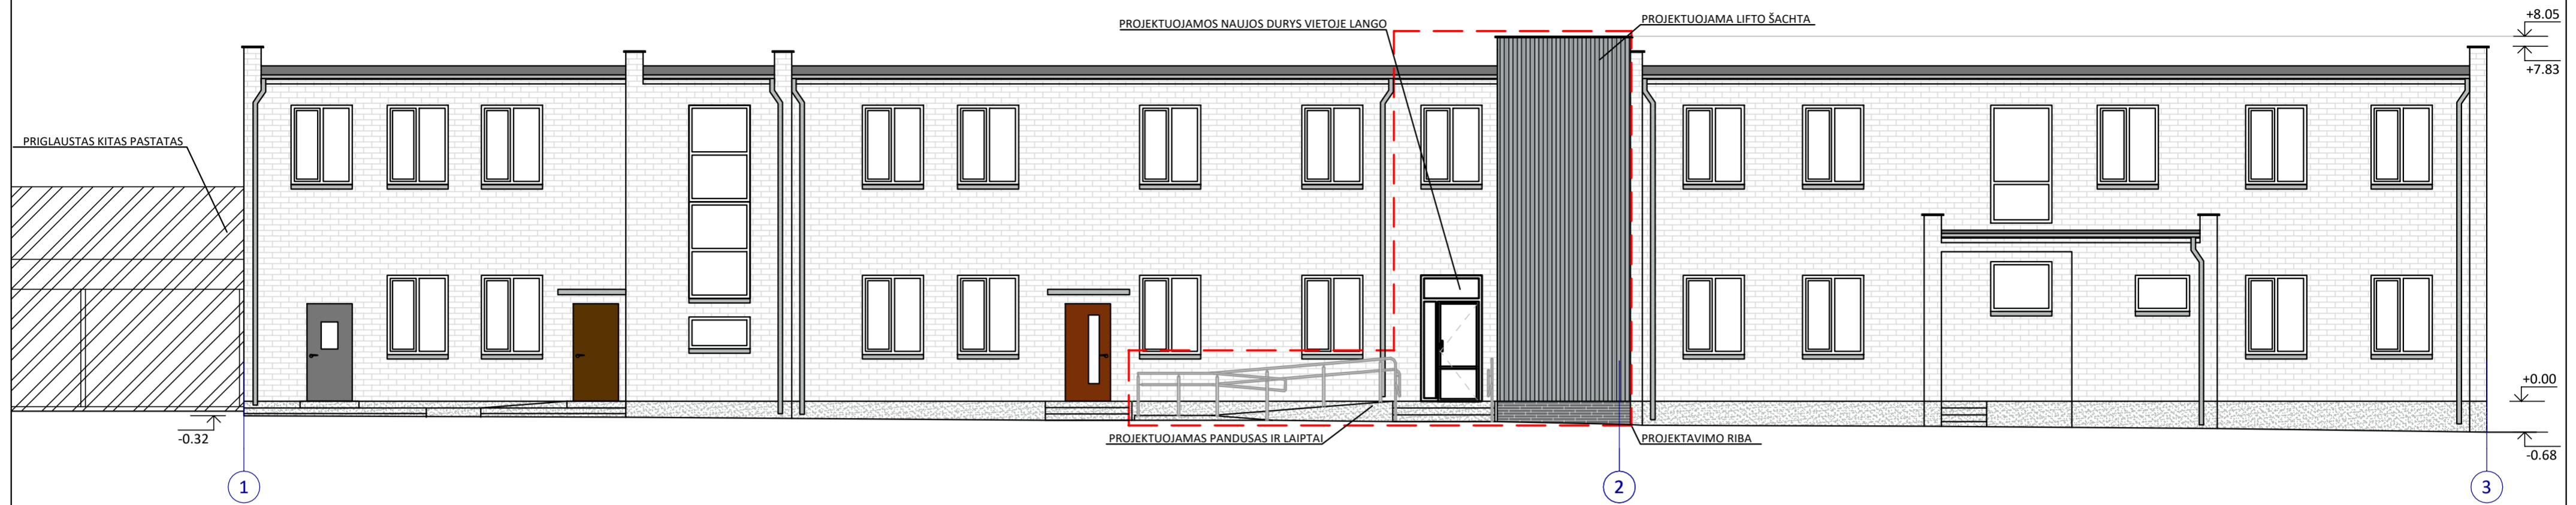 PROJEKTUOJAMOS NAUJOS DURYS VIETOJE LANGO
PROJEKTUOJAMA LIFTO ŠACHTA
+8.05
+7.83
PRIGLAUSTAS KITAS PASTATAS
+0.00
-0.32
PROJEKTUOJAMAS PANDUSAS IR LAIPTAI
PROJEKTAVIMO RIBA
-0.68
1
2
3